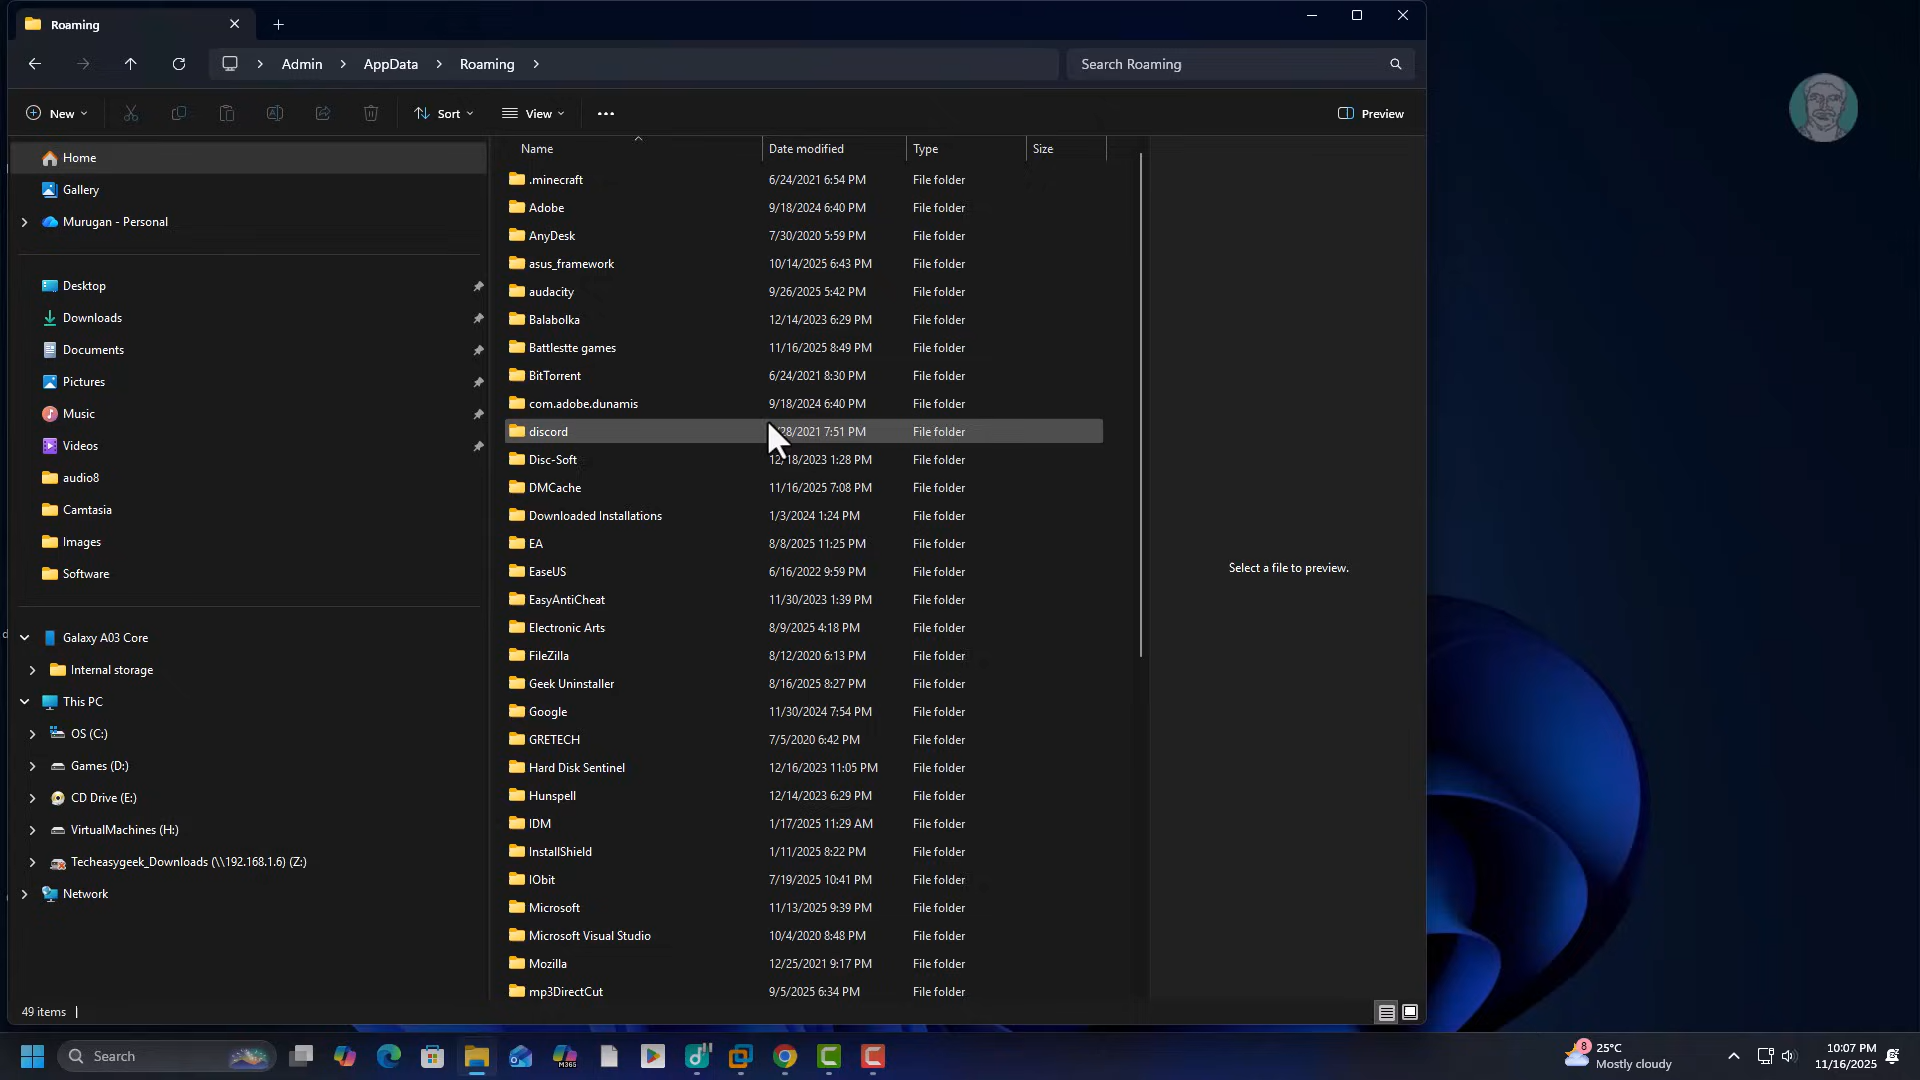 Roaming
Admin > AppData > Roaming >
Search Roaming
New
Sort
View
Preview
Home
Gallery
Murugan - Personal
Desktop
Downloads
Documents
Pictures
Music
Videos
audio8
Camtasia
Images
Software
Galaxy A03 Core
Internal storage
This PC
OS (C:)
Games (D:)
CD Drive (E:)
VirtualMachines (H:)
Techeasygeek_Downloads (\\192.168.1.6) (Z:)
Network
Name Date modified Type Size
.minecraft 6/24/2021 6:54 PM File folder
Adobe 9/18/2024 6:40 PM File folder
AnyDesk 7/30/2020 5:59 PM File folder
asus_framework 10/14/2025 6:43 PM File folder
audacity 9/26/2025 5:42 PM File folder
Balabolka 12/14/2023 6:29 PM File folder
Battlestte games 11/16/2025 8:49 PM File folder
BitTorrent 6/24/2021 8:30 PM File folder
com.adobe.dunamis 9/18/2024 6:40 PM File folder
discord 7:51 PM File folder
Disc-Soft 12/18/2023 1:28 PM File folder
DMCache 11/16/2025 7:08 PM File folder
Downloaded Installations 1/3/2024 1:24 PM File folder
EA 8/8/2025 11:25 PM File folder
EaseUS 6/16/2022 9:59 PM File folder
EasyAntiCheat 11/30/2023 1:39 PM File folder
Electronic Arts 8/9/2025 4:18 PM File folder
FileZilla 8/12/2020 6:13 PM File folder
Geek Uninstaller 8/16/2025 8:27 PM File folder
Google 11/30/2024 7:54 PM File folder
GRETECH 7/5/2020 6:42 PM File folder
Hard Disk Sentinel 12/16/2023 11:05 PM File folder
Hunspell 12/14/2023 6:29 PM File folder
IDM 1/17/2025 11:29 AM File folder
InstallShield 1/11/2025 8:22 PM File folder
IObit 7/19/2025 10:41 PM File folder
Microsoft 11/13/2025 9:39 PM File folder
Microsoft Visual Studio 10/4/2020 8:48 PM File folder
Mozilla 12/25/2021 9:17 PM File folder
mp3DirectCut 9/5/2025 6:34 PM File folder
Select a file to preview.
49 items
Search
M365
8
25°C
Mostly cloudy
10:07 PM
11/16/2025